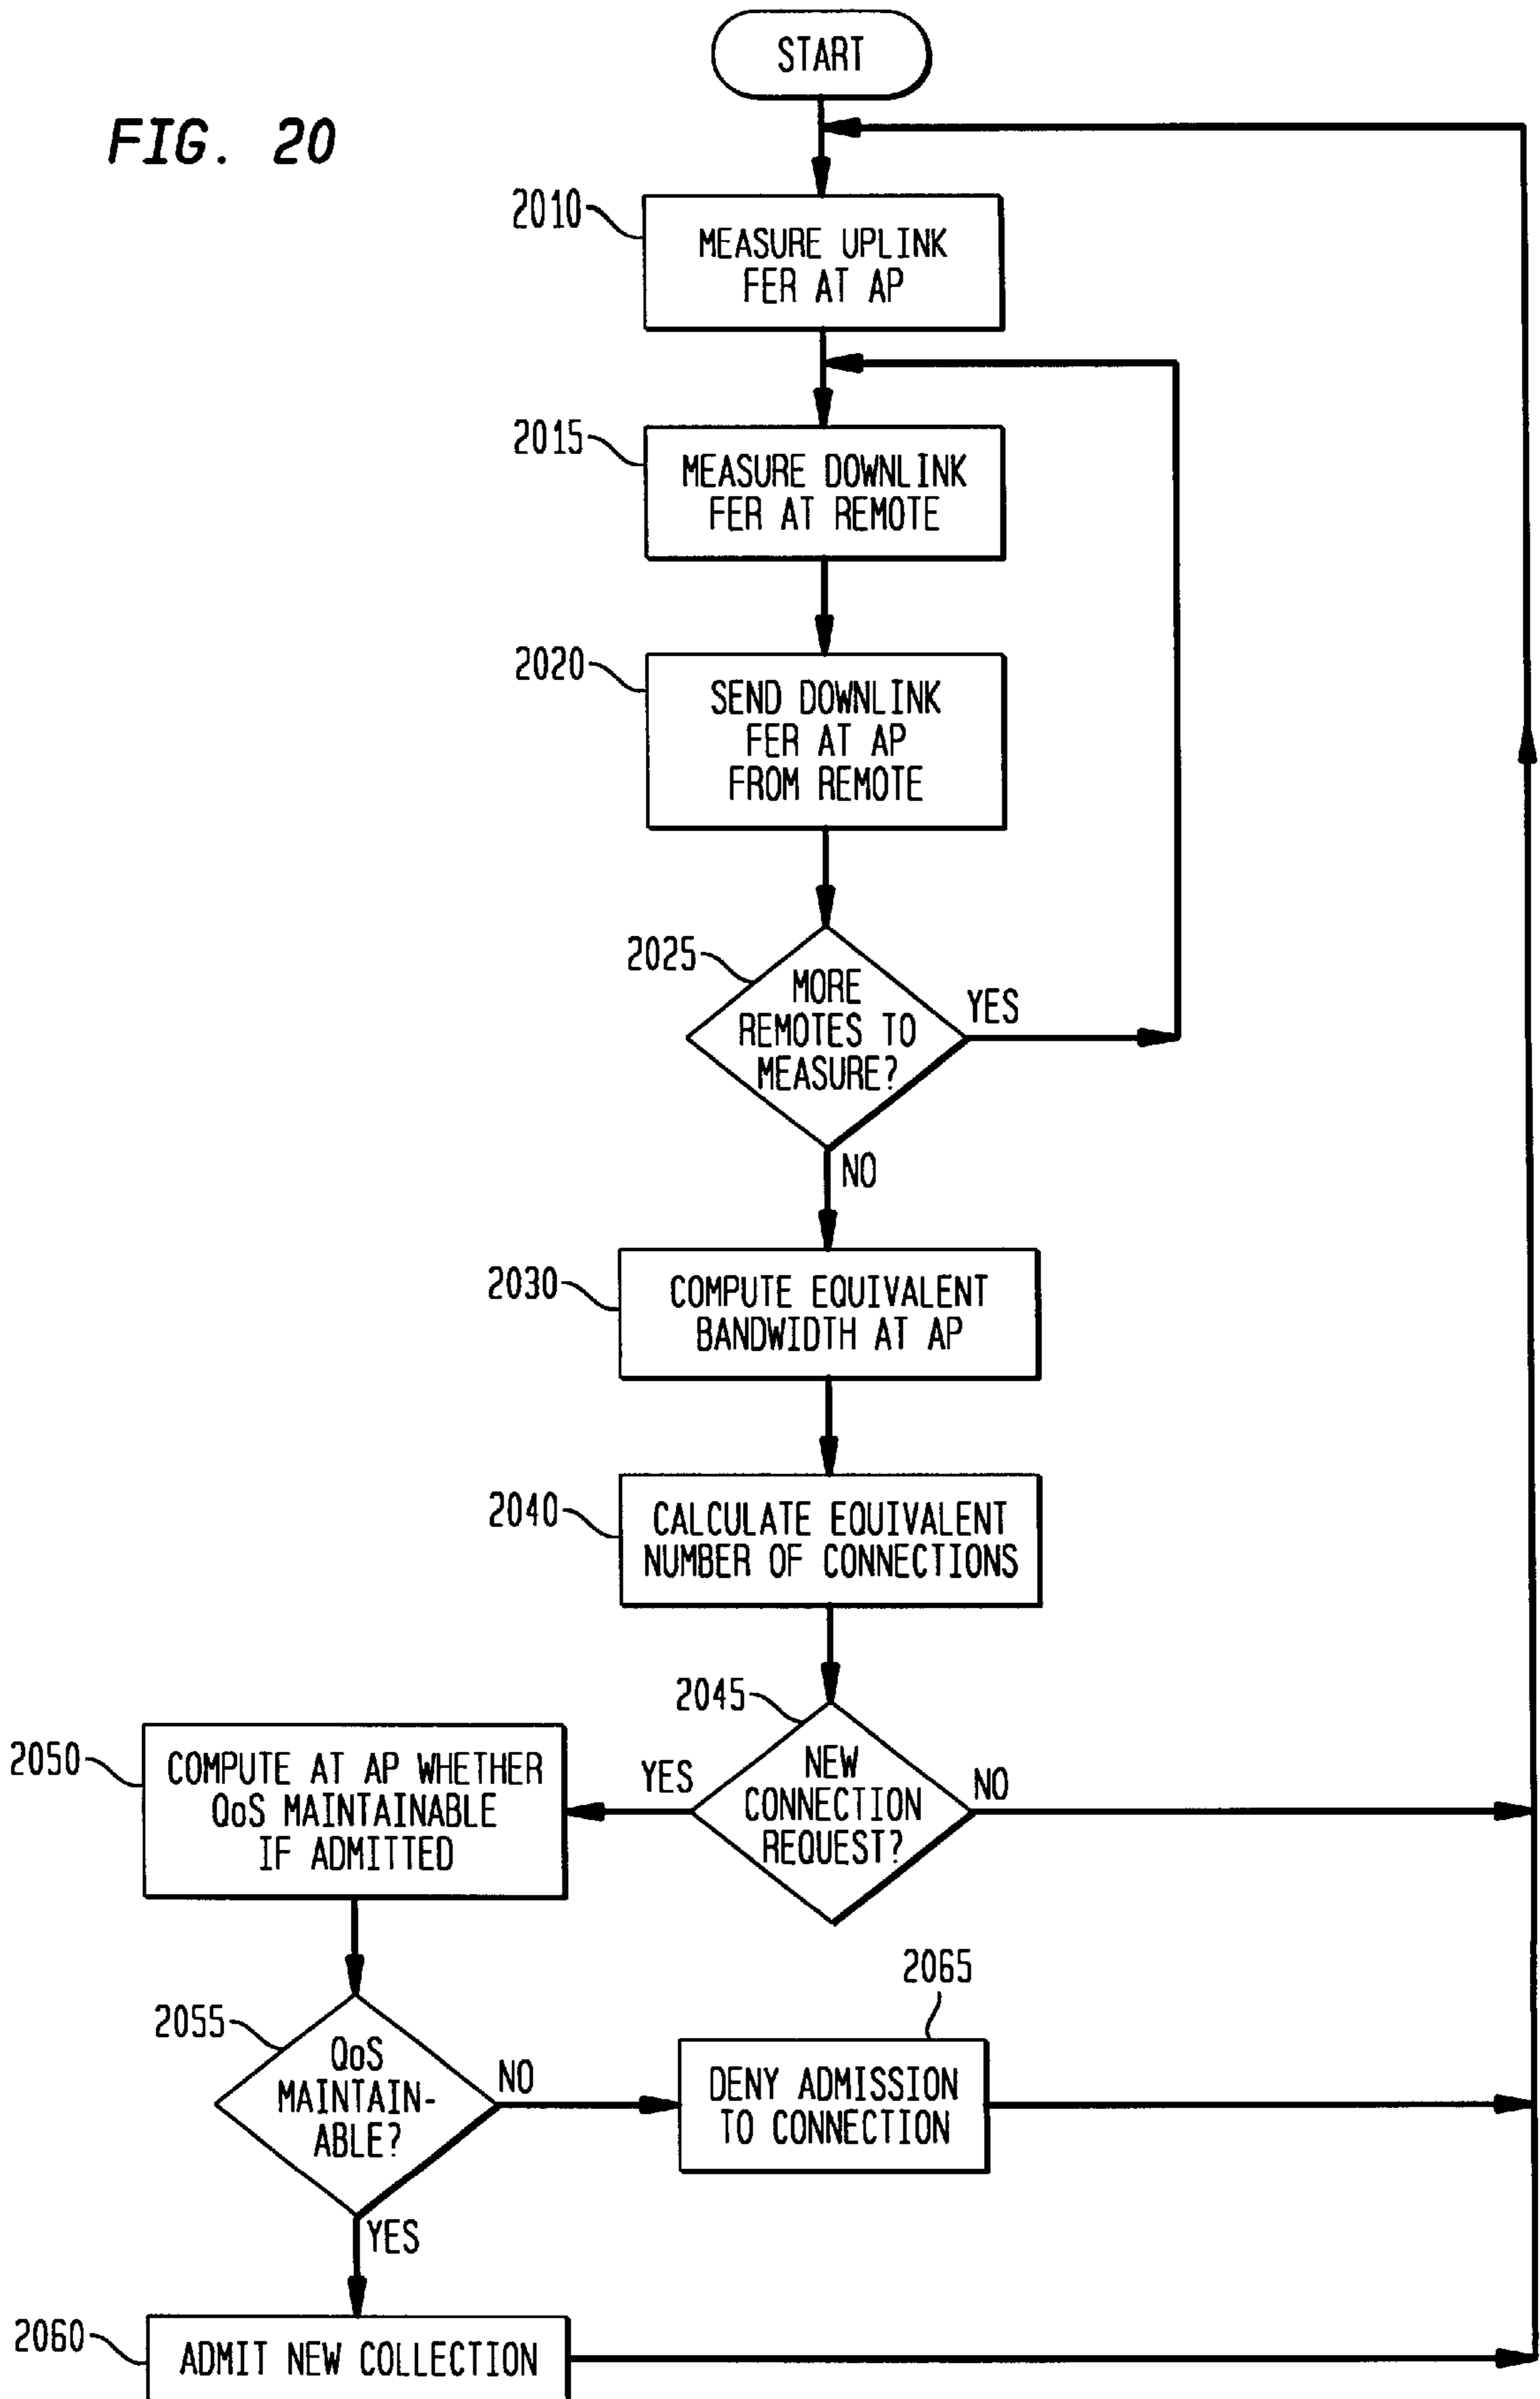 START
FIG. 20
2010
MEASURE UPLINK
FER AT AP
2015
MEASURE DOWNLINK
FER AT REMOTE
2020
SEND DOWNLINK
FER AT AP
FROM REMOTE
2025
MORE
REMOTES TO
MEASURE?
YES
NO
2030
COMPUTE EQUIVALENT
BANDWIDTH AT AP
2040
CALCULATE EQUIVALENT
NUMBER OF CONNECTIONS
2045
NEW
CONNECTION
REQUEST?
YES
NO
2050
COMPUTE AT AP WHETHER
QoS MAINTAINABLE
IF ADMITTED
2055
QoS
MAINTAIN-
ABLE?
NO
2065
DENY ADMISSION
TO CONNECTION
YES
2060
ADMIT NEW COLLECTION